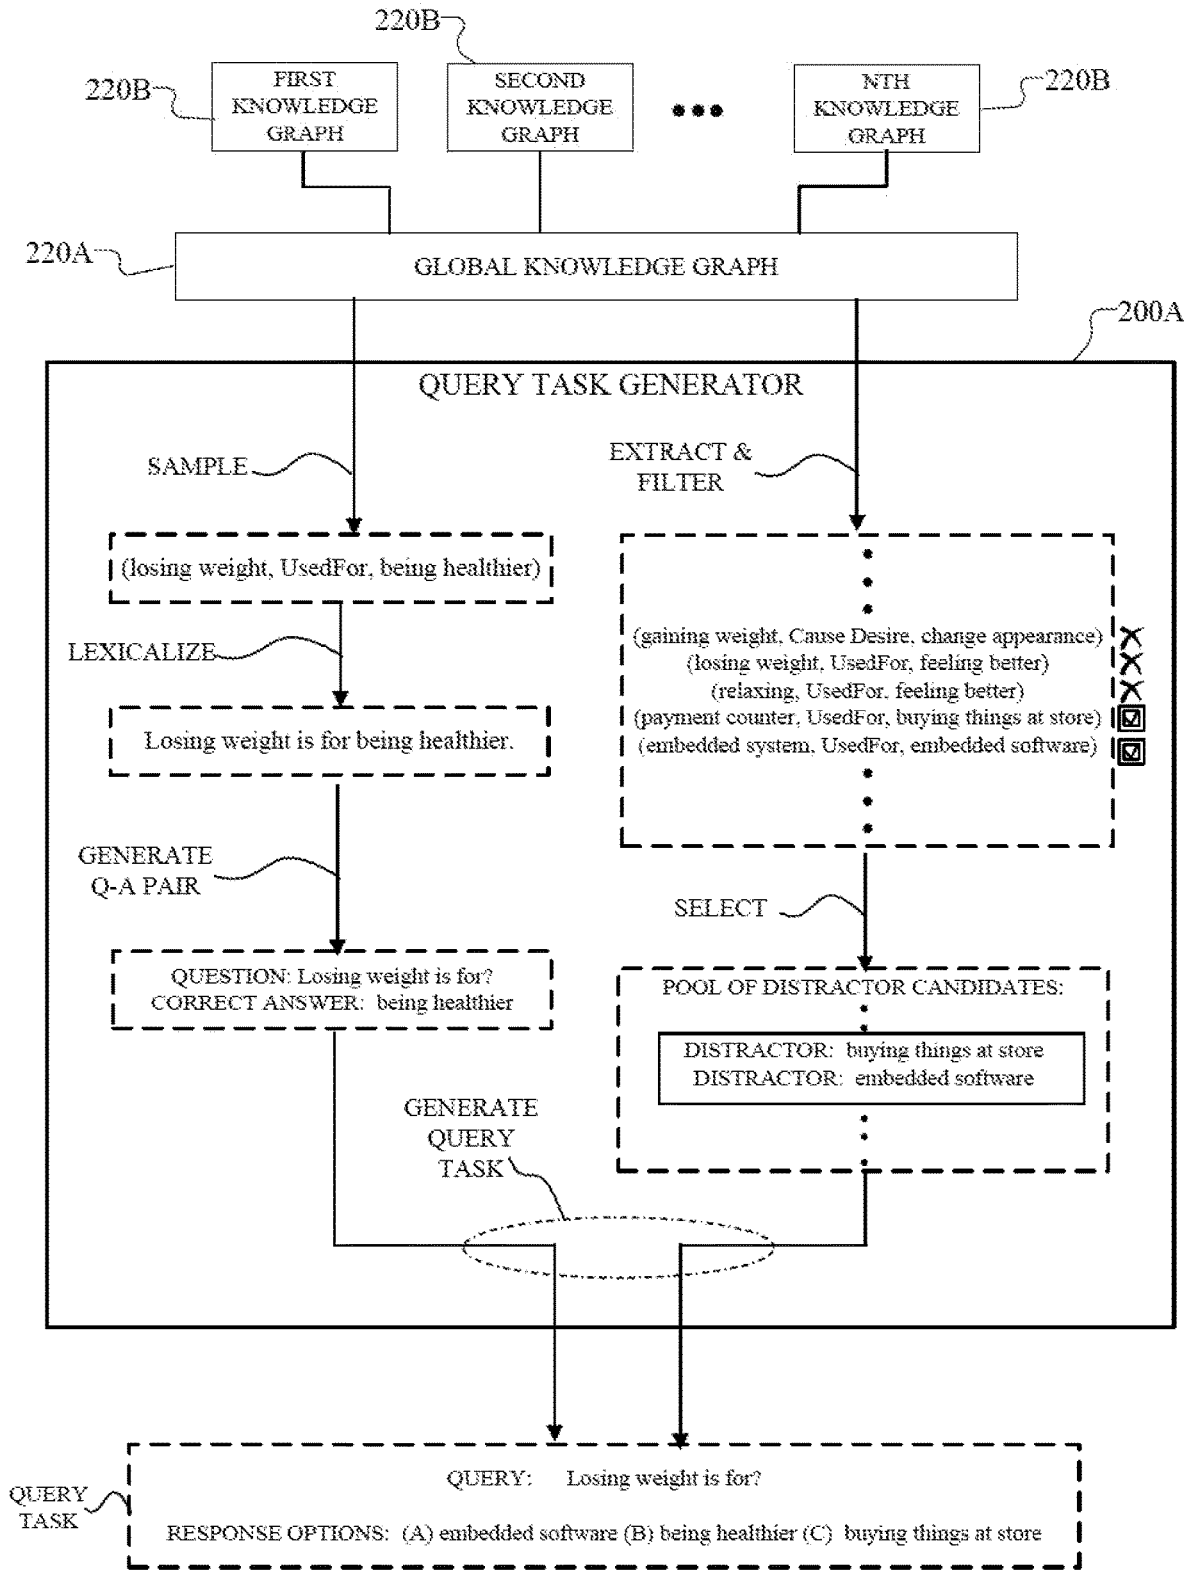 220B
220B
FIRST
KNOWLEDGE
GRAPH
SECOND
KNOWLEDGE
GRAPH
NTH
KNOWLEDGE
GRAPH
220B
220A
GLOBAL KNOWLEDGE GRAPH
200A
QUERY TASK GENERATOR
SAMPLE
EXTRACT &
FILTER
(losing weight, UsedFor, being healthier)
LEXICALIZE
Losing weight is for being healthier.
GENERATE
Q-A PAIR
QUESTION: Losing weight is for?
CORRECT ANSWER: being healthier
(gaining weight, Cause Desire, change appearance)
(losing weight, UsedFor, feeling better)
(relaxing, UsedFor, feeling better)
(payment counter, UsedFor, buying things at store)
(embedded system, UsedFor, embedded software)
SELECT
POOL OF DISTRACTOR CANDIDATES:
DISTRACTOR: buying things at store
DISTRACTOR: embedded software
GENERATE
QUERY
TASK
QUERY
TASK
QUERY: Losing weight is for?
RESPONSE OPTIONS: (A) embedded software (B) being healthier (C) buying things at store